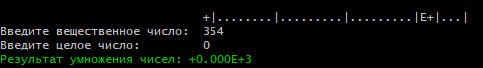 +|........|.........|.........|E+|...|
Введите вещественное число: 354
Введите целое число: 0
Результат умножения чисел: +0.000E+3